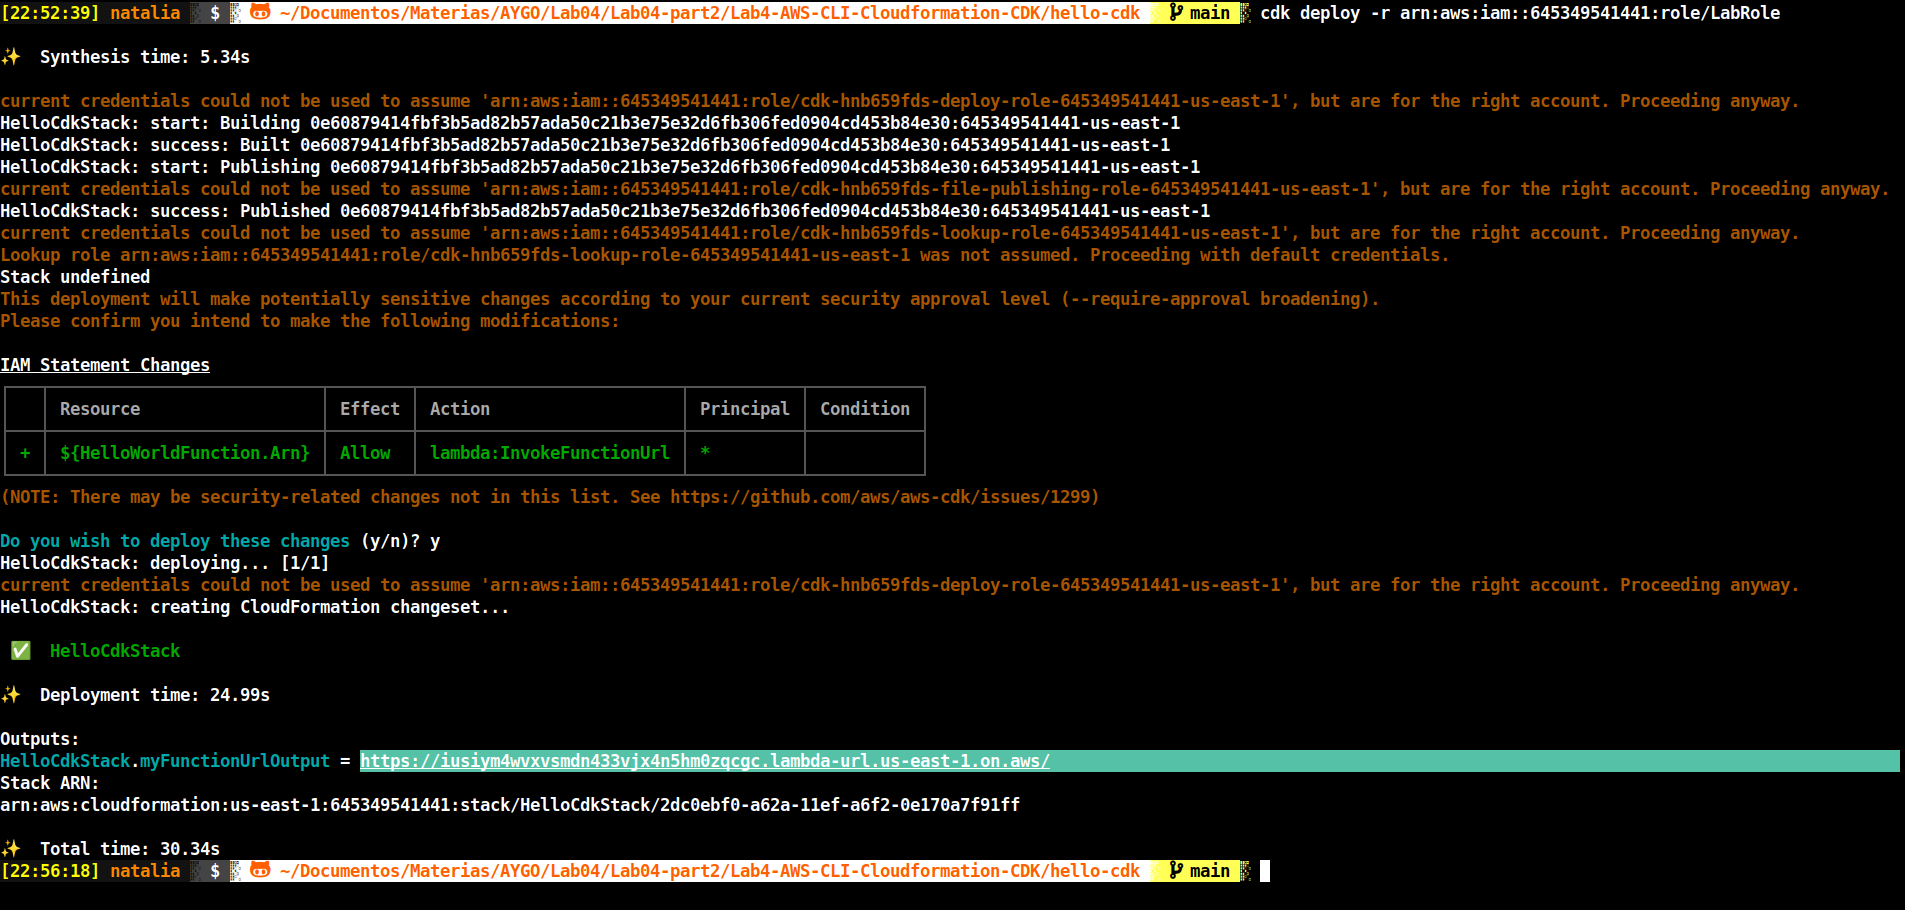 [22:52:39] natalia $ ~/Documentos/Materias/AYGO/Lab04/Lab04-part2/Lab4-AWS-CLI-Cloudformation-CDK/hello-cdk main cdk deploy -r arn:aws:iam::645349541441:role/LabRole
✨ Synthesis time: 5.34s
current credentials could not be used to assume 'arn:aws:iam::645349541441:role/cdk-hnb659fds-deploy-role-645349541441-us-east-1', but are for the right account. Proceeding anyway.
HelloCdkStack: start: Building 0e60879414fbf3b5ad82b57ada50c21b3e75e32d6fb306fed0904cd453b84e30:645349541441-us-east-1
HelloCdkStack: success: Built 0e60879414fbf3b5ad82b57ada50c21b3e75e32d6fb306fed0904cd453b84e30:645349541441-us-east-1
HelloCdkStack: start: Publishing 0e60879414fbf3b5ad82b57ada50c21b3e75e32d6fb306fed0904cd453b84e30:645349541441-us-east-1
current credentials could not be used to assume 'arn:aws:iam::645349541441:role/cdk-hnb659fds-file-publishing-role-645349541441-us-east-1', but are for the right account. Proceeding anyway.
HelloCdkStack: success: Published 0e60879414fbf3b5ad82b57ada50c21b3e75e32d6fb306fed0904cd453b84e30:645349541441-us-east-1
current credentials could not be used to assume 'arn:aws:iam::645349541441:role/cdk-hnb659fds-lookup-role-645349541441-us-east-1', but are for the right account. Proceeding anyway.
Lookup role arn:aws:iam::645349541441:role/cdk-hnb659fds-lookup-role-645349541441-us-east-1 was not assumed. Proceeding with default credentials.
Stack undefined
This deployment will make potentially sensitive changes according to your current security approval level (--require-approval broadening).
Please confirm you intend to make the following modifications:
IAM Statement Changes
Resource Effect Action Principal Condition
+ ${HelloWorldFunction.Arn} Allow lambda:InvokeFunctionUrl *
(NOTE: There may be security-related changes not in this list. See https://github.com/aws/aws-cdk/issues/1299)
Do you wish to deploy these changes (y/n)? y
HelloCdkStack: deploying... [1/1]
current credentials could not be used to assume 'arn:aws:iam::645349541441:role/cdk-hnb659fds-deploy-role-645349541441-us-east-1', but are for the right account. Proceeding anyway.
HelloCdkStack: creating CloudFormation changeset...
✅ HelloCdkStack
✨ Deployment time: 24.99s
Outputs:
HelloCdkStack.myFunctionUrlOutput = https://iusiym4wvxvsmdn433vjx4n5hm0zqcgc.lambda-url.us-east-1.on.aws/
Stack ARN:
arn:aws:cloudformation:us-east-1:645349541441:stack/HelloCdkStack/2dc0ebf0-a62a-11ef-a6f2-0e170a7f91ff
✨ Total time: 30.34s
[22:56:18] natalia $ ~/Documentos/Materias/AYGO/Lab04/Lab04-part2/Lab4-AWS-CLI-Cloudformation-CDK/hello-cdk main